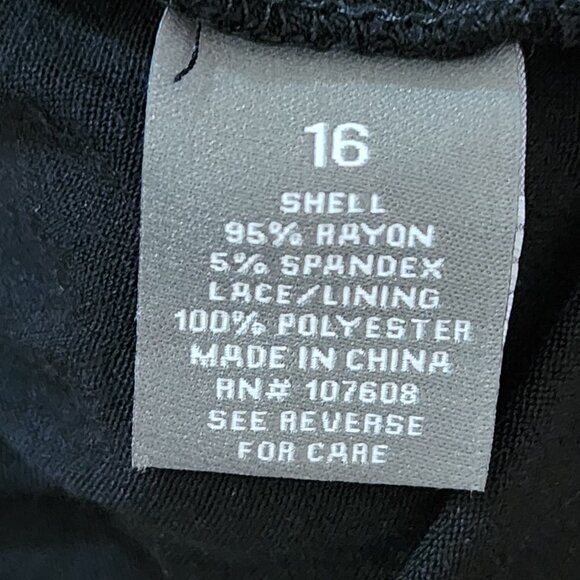 16
SHELL
95% RAYON
5% SPANDEX
LACE/LINING
100% POLYESTER
MADE IN CHINA
RN# 107608
SEE REVERSE
FOR CARE